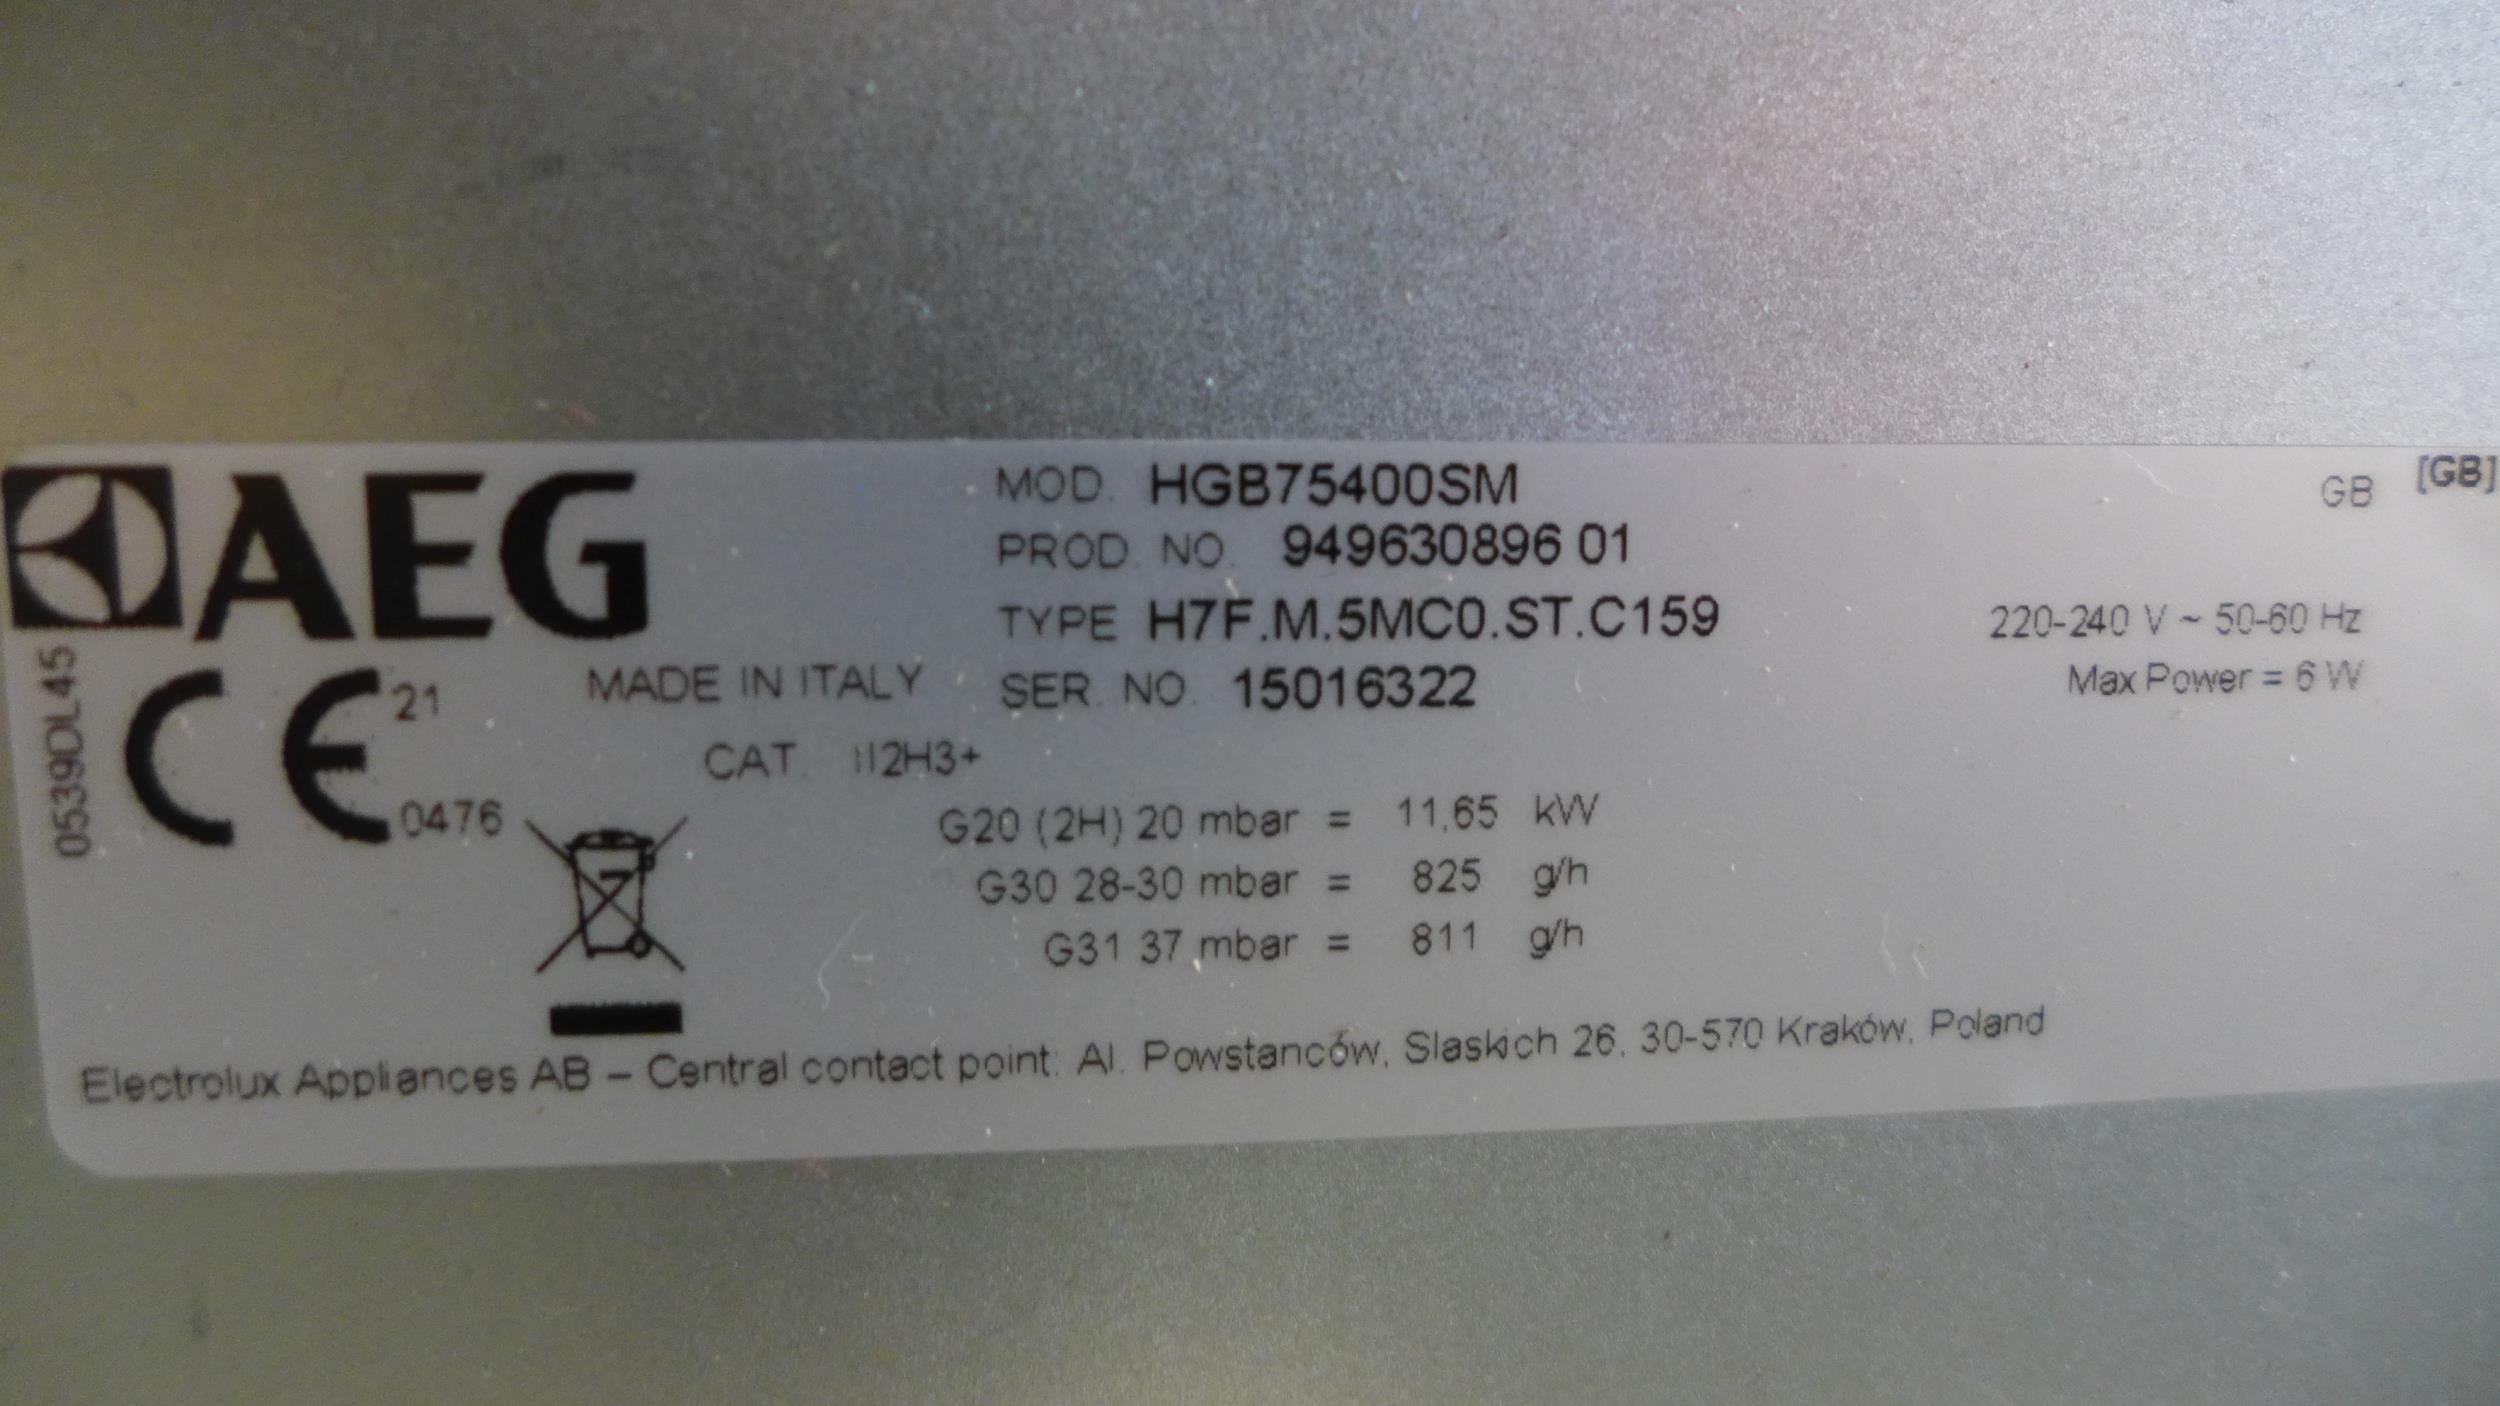 AEG
MOD. HGB75400SM
GB [GB]
PROD. NO. 949630896 01
TYPE H7F.M.5MC0.ST.C159
220-240 V ~ 50-60 Hz
MADE IN ITALY
SER. NO. 15016322
Max Power = 6 W
0539DL45
CE 21
0476
CAT. II2H3+
G20 (2H) 20 mbar = 11,65 kW
G30 28-30 mbar = 825 g/h
G31 37 mbar = 811 g/h
Electrolux Appliances AB – Central contact point: Al. Powstanców, Slaskich 26, 30-570 Kraków, Poland